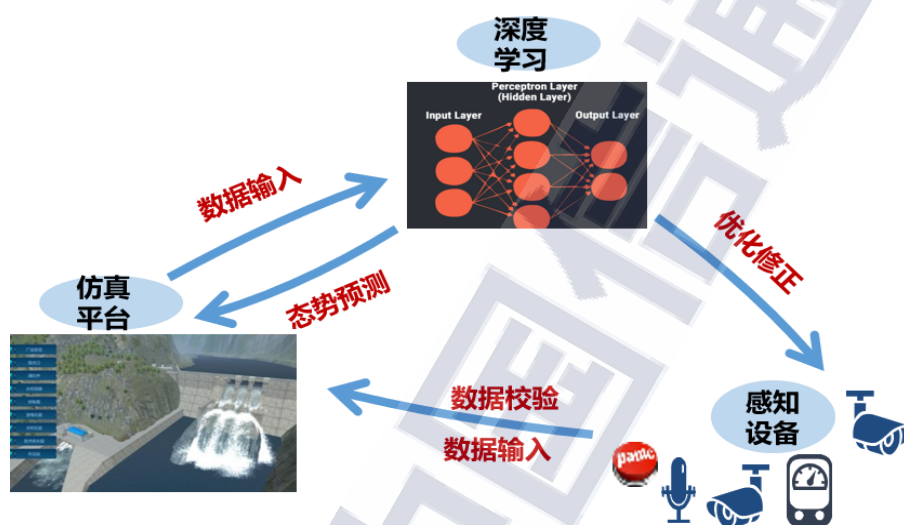 深度
学习
Perceptron Layer
(Hidden Layer)
Input Layer
Output Layer
数据输入
优化修正
态势预测
仿真
平台
数据校验
数据输入
感知
设备
panic